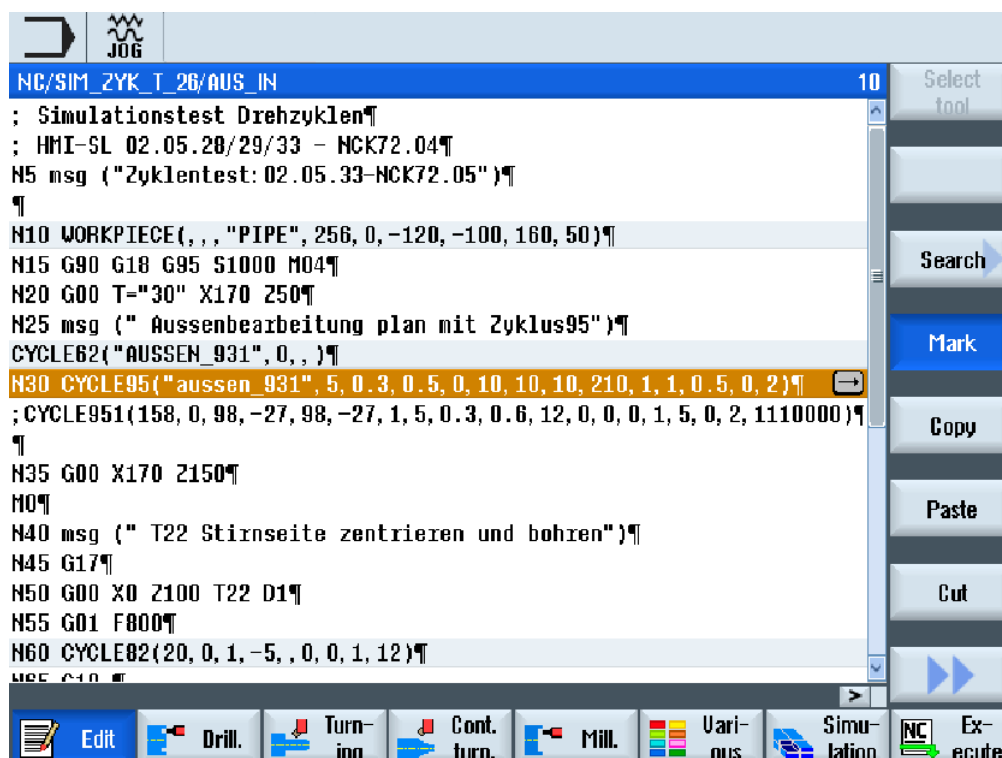 JOG
NC/SIM_ZYK_T_26/AUS_IN 10
; Simulationstest Drehzyklen¶
; HMI-SL 02.05.28/29/33 - NCK72.04¶
N5 msg ("Zyklentest:02.05.33-NCK72.05")¶
¶
N10 WORKPIECE(,,,"PIPE",256,0,-120,-100,160,50)¶
N15 G90 G18 G95 S1000 M04¶
N20 G00 T="30" X170 Z50¶
N25 msg (" Aussenbearbeitung plan mit Zyklus95")¶
CYCLE62("AUSSEN_931",0,,)¶
N30 CYCLE95("aussen_931",5,0.3,0.5,0,10,10,10,210,1,1,0.5,0,2)¶ →
;CYCLE951(158,0,98,-27,98,-27,1,5,0.3,0.6,12,0,0,0,1,5,0,2,1110000)¶
¶
N35 G00 X170 Z150¶
M0¶
N40 msg (" T22 Stirnseite zentrieren und bohren")¶
N45 G17¶
N50 G00 X0 Z100 T22 D1¶
N55 G01 F800¶
N60 CYCLE82(20,0,1,-5,,0,0,1,12)¶
>
Select
tool
Search
Mark
Copy
Paste
Cut
Edit
Drill.
Turn-
ing
Cont.
turn.
Mill.
Vari-
ous
Simu-
lation
NC
Ex-
ecute